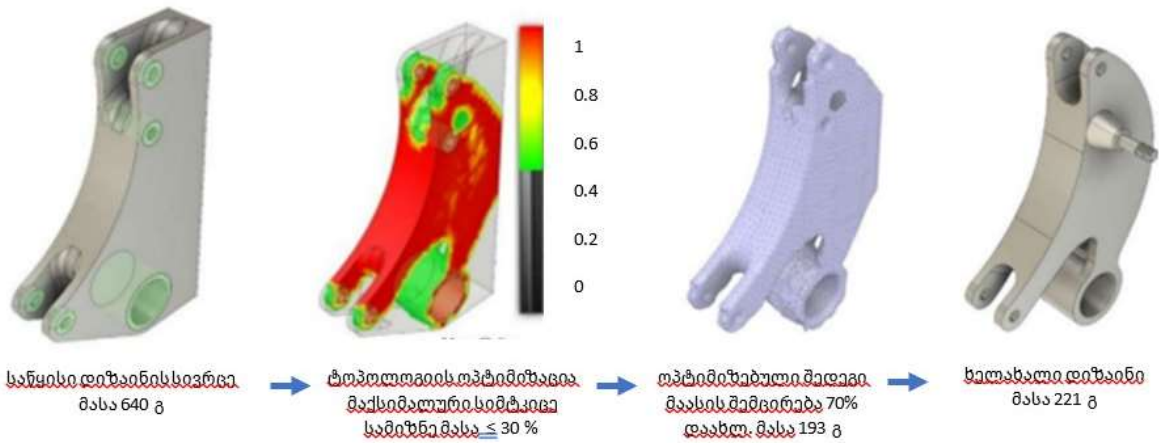 1
0.8
0.6
0.4
0.2
0
საწყისი დიზაინის სივრცე
მასა 640 გ
ტოპოლოგიის ოპტიმიზაცია
მაქსიმალური სიმტკიცე
სამიზნე მასა ≤ 30 %
ოპტიმიზებული შედეგი
მაასის შემცირება 70%
დაახლ. მასა 193 გ
ხელახალი დიზაინი
მასა 221 გ